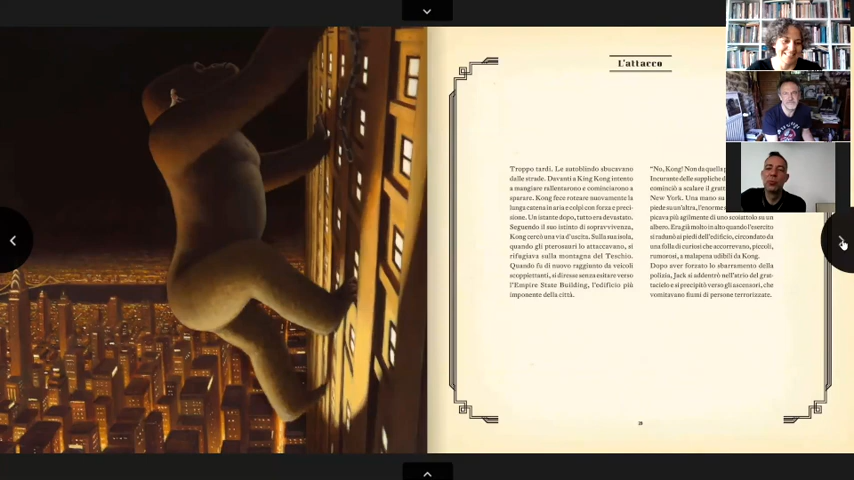 L'attacco
Troppo tardi. Le autoblindo sbucavano
dalle strade. Davanti a King Kong intento
a mangiare rallentarono e cominciarono a
sparare. Kong fece roteare nuovamente la
lunga catena in aria e colpì con forza e preci-
sione. Un istante dopo, tutto era devastato.
Seguendo il suo istinto di sopravvivenza,
Kong cercò una via d'uscita. Sulla sua isola,
quando gli pterosauri lo attaccavano, si
rifugiava sulla montagna del Teschio.
Quando fu di nuovo raggiunto da veicoli
scoppiettanti, si diresse senza esitare verso
l'Empire State Building, l'edificio più
imponente della città.
"No, Kong! Non da quella
Incurante delle suppliche
cominciò a scalare il
New York. Una mano su
piede su un'altra, l'enorme
picava più agilmente di uno scoiattolo su un
albero. Era già molto in alto quando l'esercito
si radunò ai piedi dell'edificio, circondato da
una folla di curiosi che accorrevano, piccoli,
rumorosi, a malapena udibili da Kong.
Dopo aver forzato lo sbarramento della
polizia, Jack si addentrò nell'atrio del grat-
tacielo e si precipitò verso gli ascensori, che
vomitavano fiumi di persone terrorizzate.